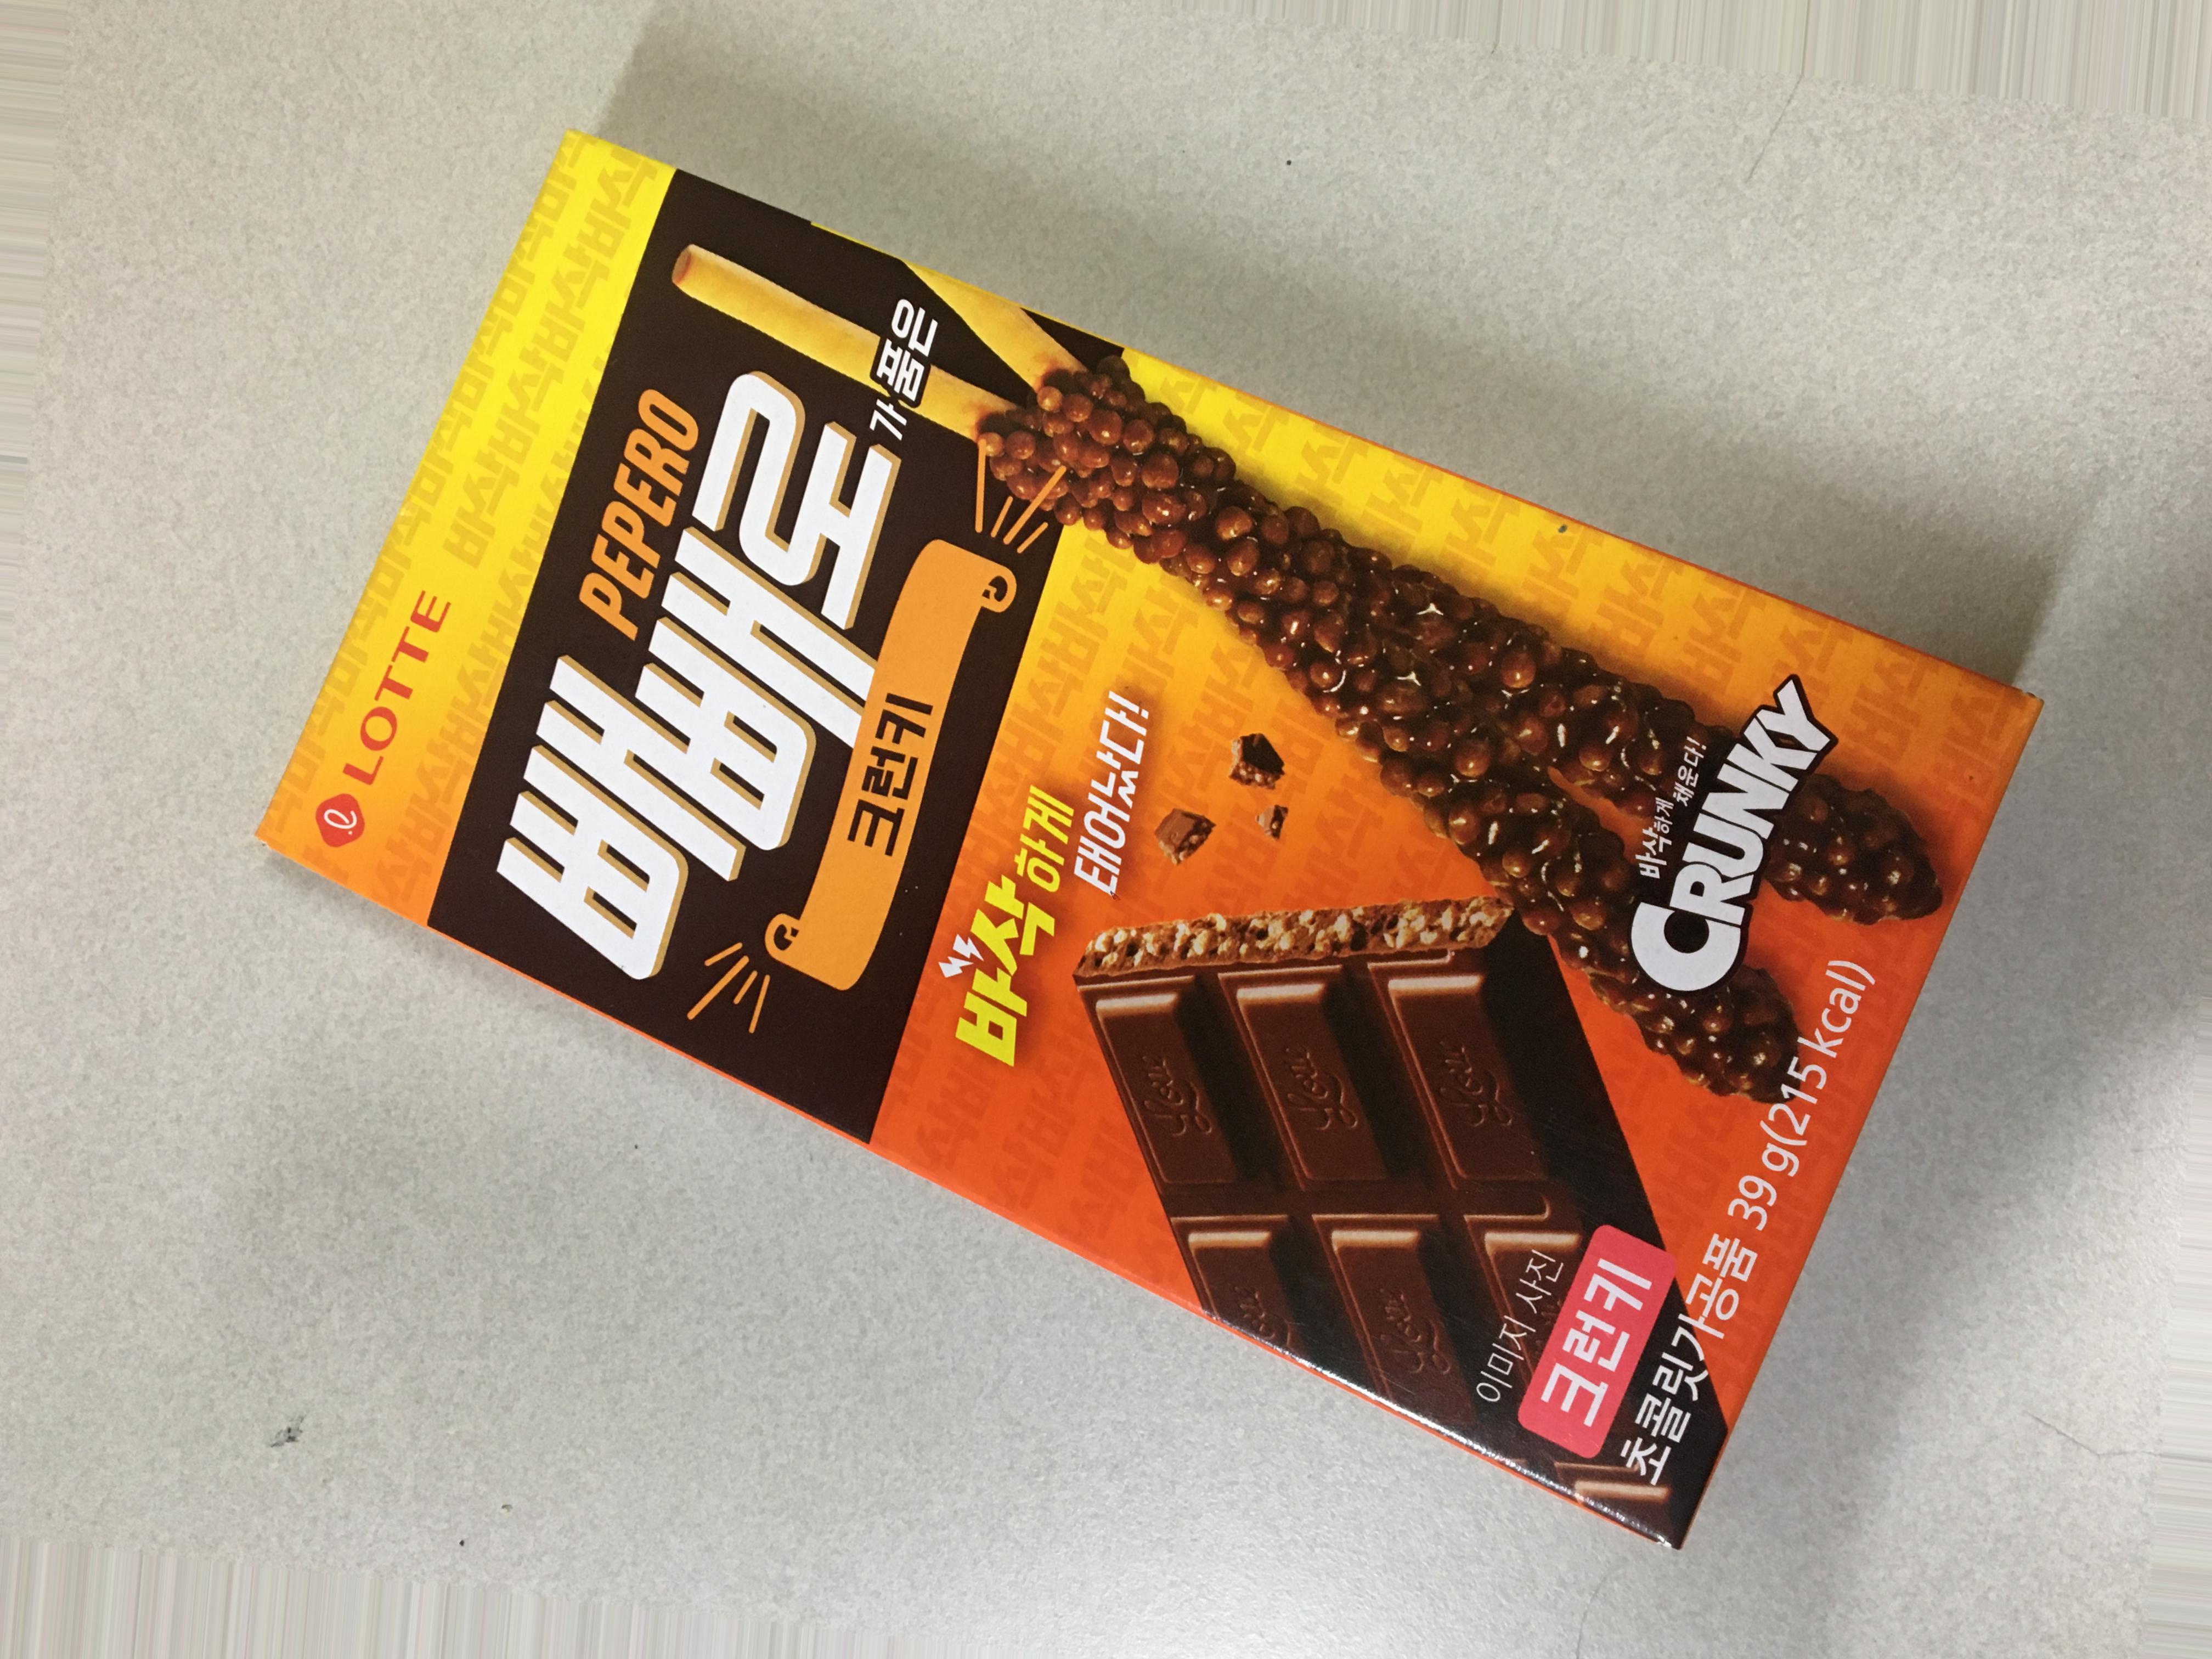 LOTTE
PEPERO
빼빼로가 품은
크런키
바삭하게
태어났다!
바삭하게
채운다!
CRUNKY
이미지 사진
크런키
초콜릿가공품 39 g(215 kcal)